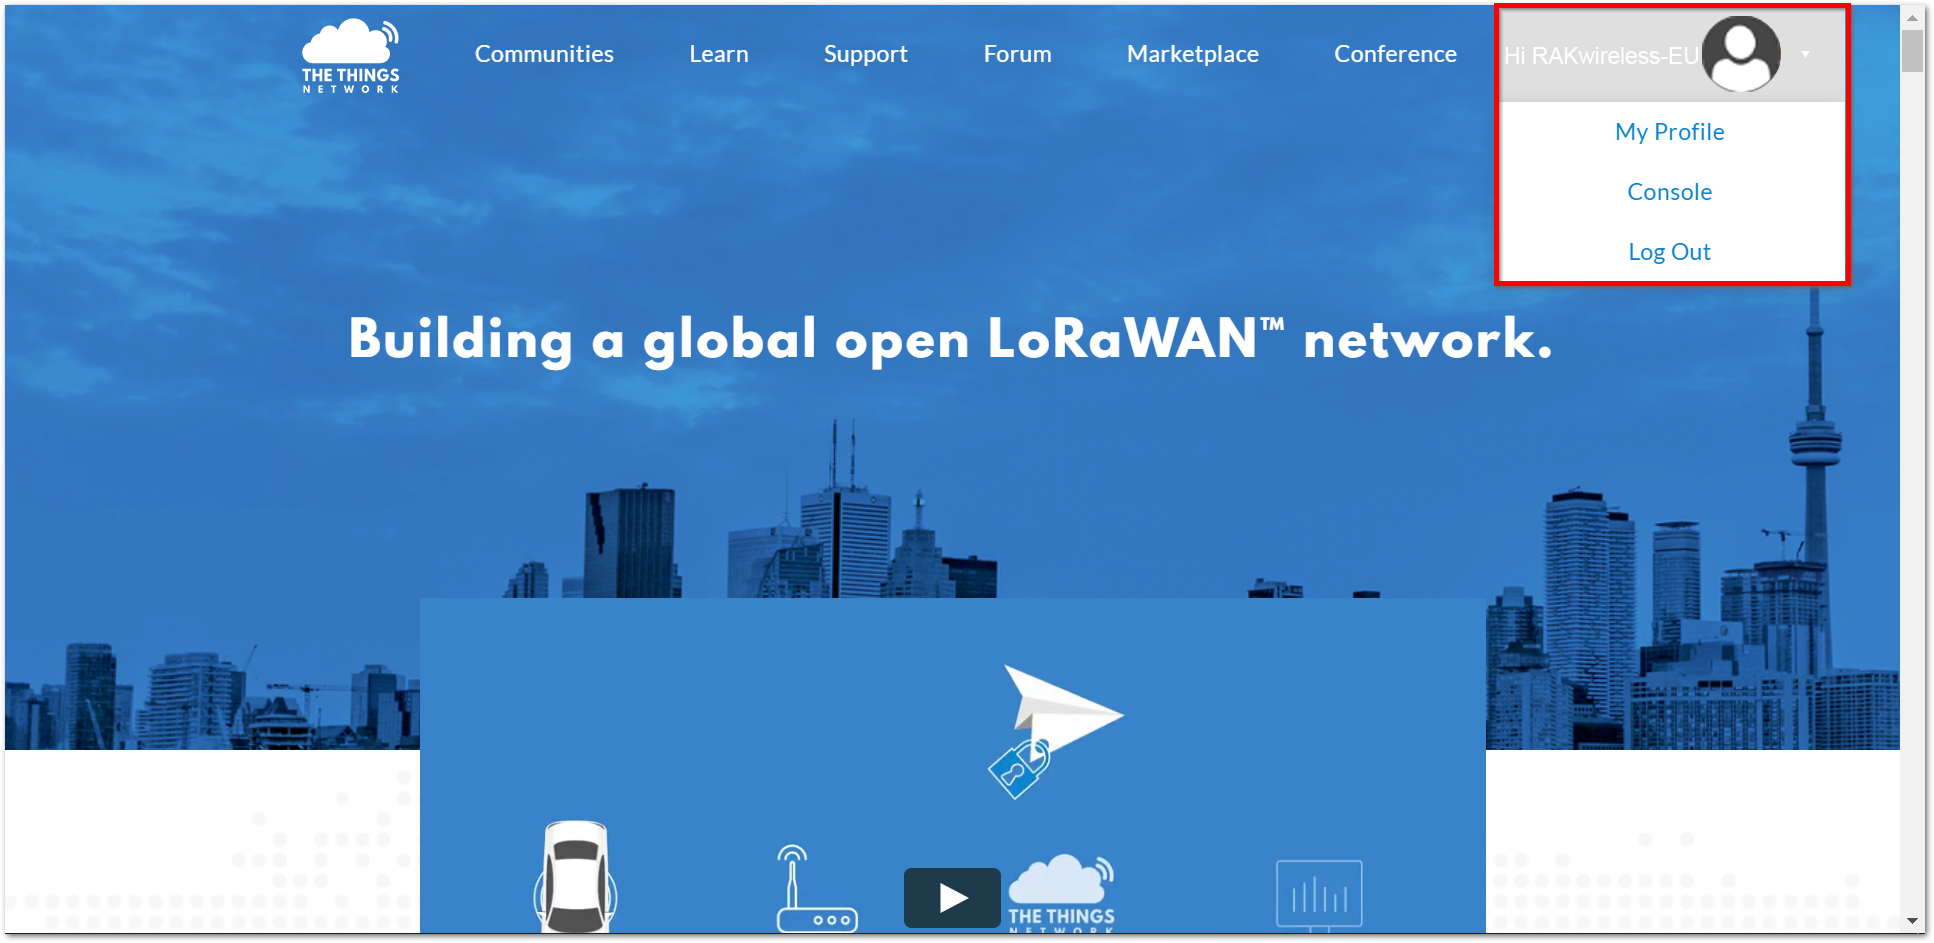 THE THINGS
NETWORK
Communities
Learn
Support
Forum
Marketplace
Conference
Hi RAKwireless-EU
My Profile
Console
Log Out
Building a global open LoRaWAN™ network.
THE THINGS
NETWORK